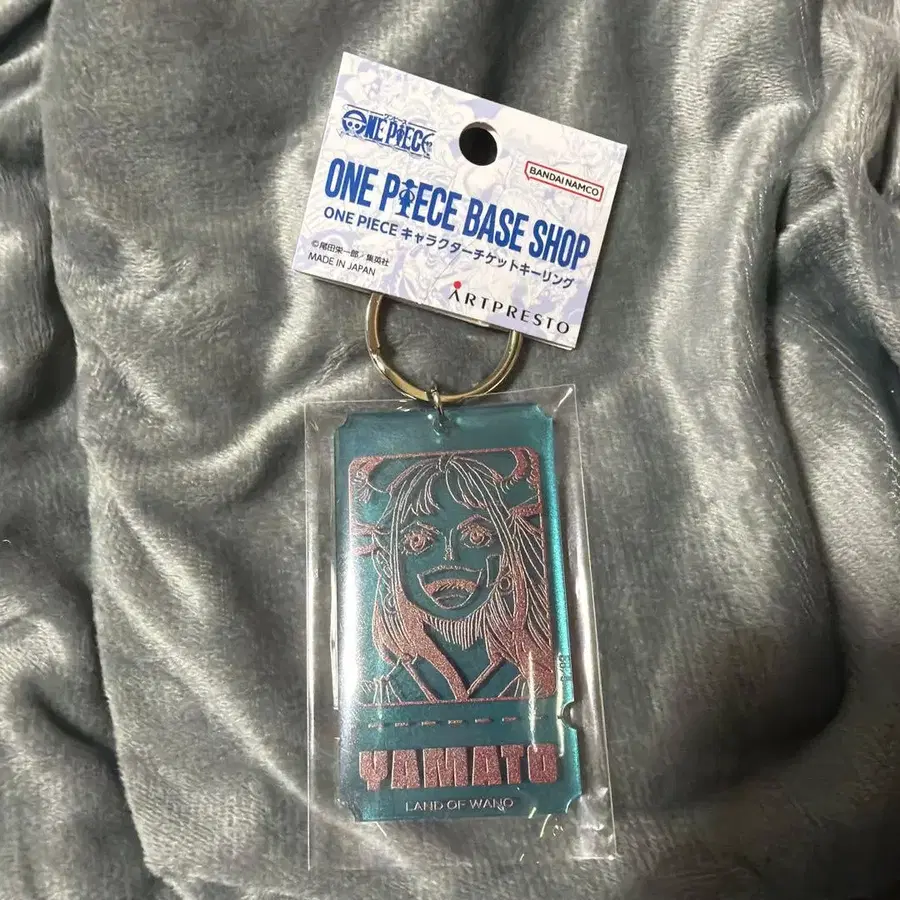 ONE PIECE
BANDAI NAMCO
ONE PIECE BASE SHOP
ONE PIECE キャラクターチケットキーリング
©尾田栄一郎／集英社
MADE IN JAPAN
ARTPRESTO
YAMATO
LAND OF WANO